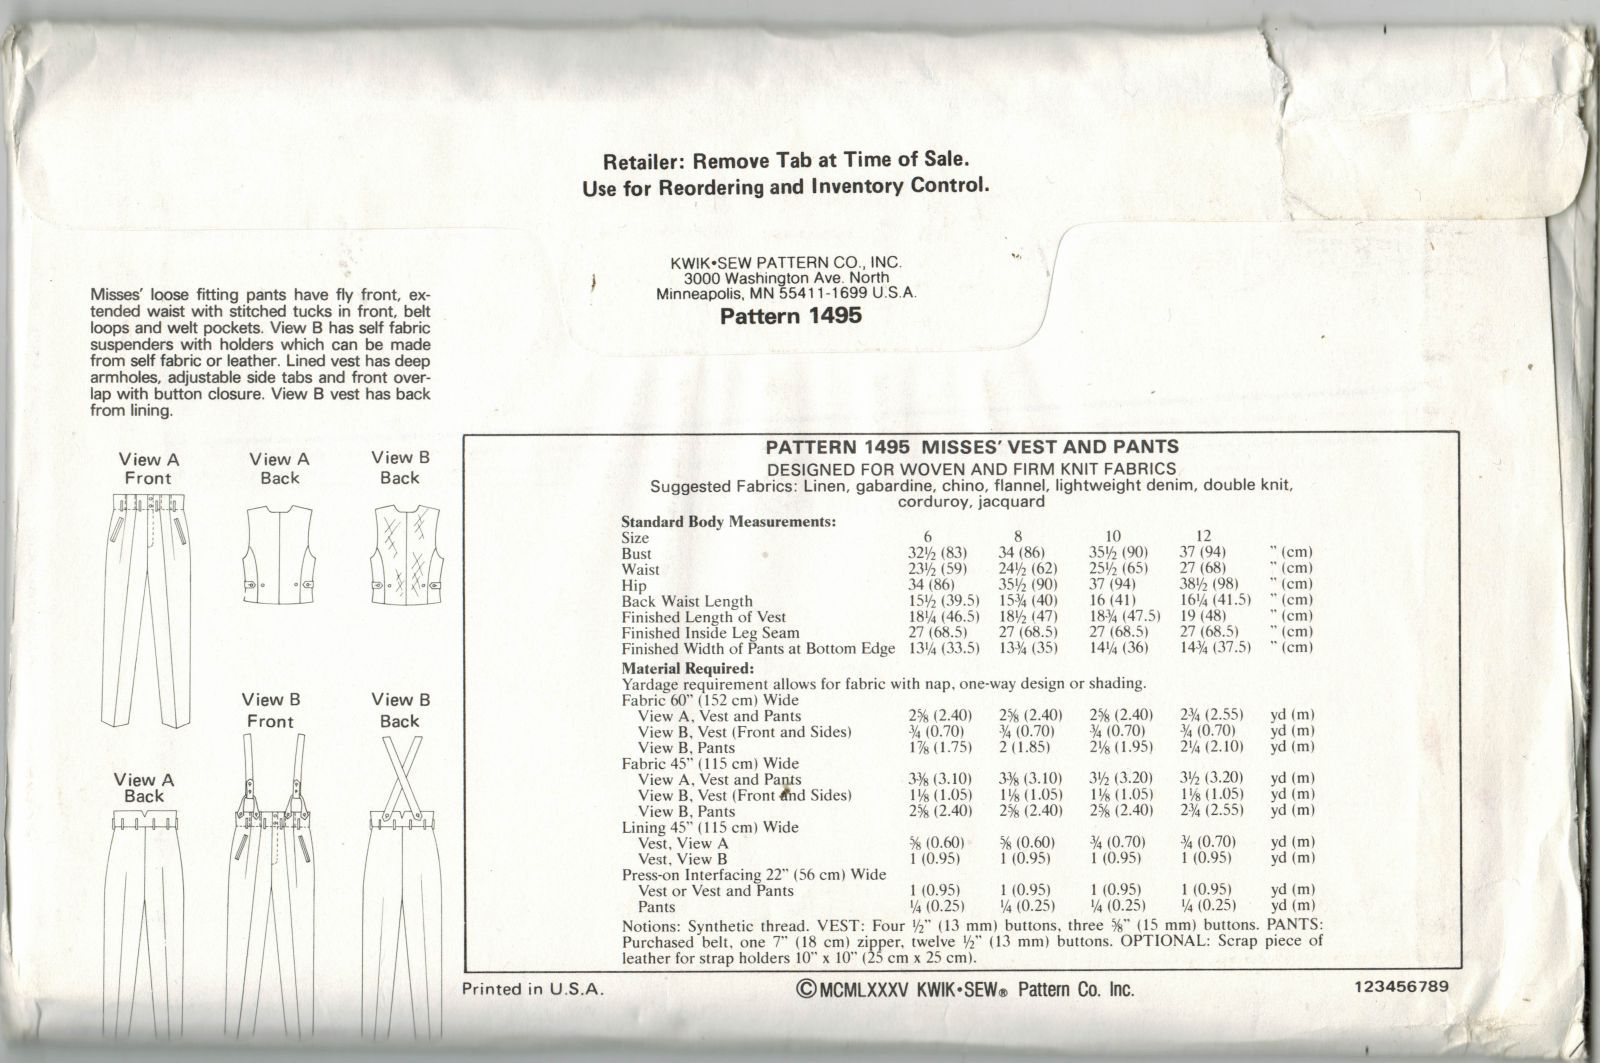 Retailer: Remove Tab at Time of Sale.
Use for Reordering and Inventory Control.
KWIK•SEW PATTERN CO., INC.
3000 Washington Ave. North
Minneapolis, MN 55411-1699 U.S.A.
Pattern 1495
Misses' loose fitting pants have fly front, ex-
tended waist with stitched tucks in front, belt
loops and welt pockets. View B has self fabric
suspenders with holders which can be made
from self fabric or leather. Lined vest has deep
armholes, adjustable side tabs and front over-
lap with button closure. View B vest has back
from lining.
View A
Front
View A
Back
View B
Back
View B
Front
View B
Back
View A
Back
PATTERN 1495 MISSES' VEST AND PANTS
DESIGNED FOR WOVEN AND FIRM KNIT FABRICS
Suggested Fabrics: Linen, gabardine, chino, flannel, lightweight denim, double knit,
corduroy, jacquard
Standard Body Measurements:
Size 6 8 10 12
Bust 32½ (83) 34 (86) 35½ (90) 37 (94) " (cm)
Waist 23½ (59) 24½ (62) 25½ (65) 27 (68) " (cm)
Hip 34 (86) 35½ (90) 37 (94) 38½ (98) " (cm)
Back Waist Length 15½ (39.5) 15¾ (40) 16 (41) 16¼ (41.5) " (cm)
Finished Length of Vest 18¼ (46.5) 18½ (47) 18¾ (47.5) 19 (48) " (cm)
Finished Inside Leg Seam 27 (68.5) 27 (68.5) 27 (68.5) 27 (68.5) " (cm)
Finished Width of Pants at Bottom Edge 13¼ (33.5) 13¾ (35) 14¼ (36) 14¾ (37.5) " (cm)
Material Required:
Yardage requirement allows for fabric with nap, one-way design or shading.
Fabric 60" (152 cm) Wide
View A, Vest and Pants 2⅝ (2.40) 2⅝ (2.40) 2⅝ (2.40) 2¾ (2.55) yd (m)
View B, Vest (Front and Sides) ¾ (0.70) ¾ (0.70) ¾ (0.70) ¾ (0.70) yd (m)
View B, Pants 1⅞ (1.75) 2 (1.85) 2⅛ (1.95) 2¼ (2.10) yd (m)
Fabric 45" (115 cm) Wide
View A, Vest and Pants 3⅜ (3.10) 3⅜ (3.10) 3½ (3.20) 3½ (3.20) yd (m)
View B, Vest (Front and Sides) 1⅛ (1.05) 1⅛ (1.05) 1⅛ (1.05) 1⅛ (1.05) yd (m)
View B, Pants 2⅝ (2.40) 2⅝ (2.40) 2⅝ (2.40) 2¾ (2.55) yd (m)
Lining 45" (115 cm) Wide
Vest, View A ⅝ (0.60) ⅝ (0.60) ¾ (0.70) ¾ (0.70) yd (m)
Vest, View B 1 (0.95) 1 (0.95) 1 (0.95) 1 (0.95) yd (m)
Press-on Interfacing 22" (56 cm) Wide
Vest or Vest and Pants 1 (0.95) 1 (0.95) 1 (0.95) 1 (0.95) yd (m)
Pants ¼ (0.25) ¼ (0.25) ¼ (0.25) ¼ (0.25) yd (m)
Notions: Synthetic thread. VEST: Four ½" (13 mm) buttons, three ⅝" (15 mm) buttons. PANTS:
Purchased belt, one 7" (18 cm) zipper, twelve ½" (13 mm) buttons. OPTIONAL: Scrap piece of
leather for strap holders 10" x 10" (25 cm x 25 cm).
Printed in U.S.A.
©MCMLXXXV KWIK•SEW® Pattern Co. Inc.
123456789